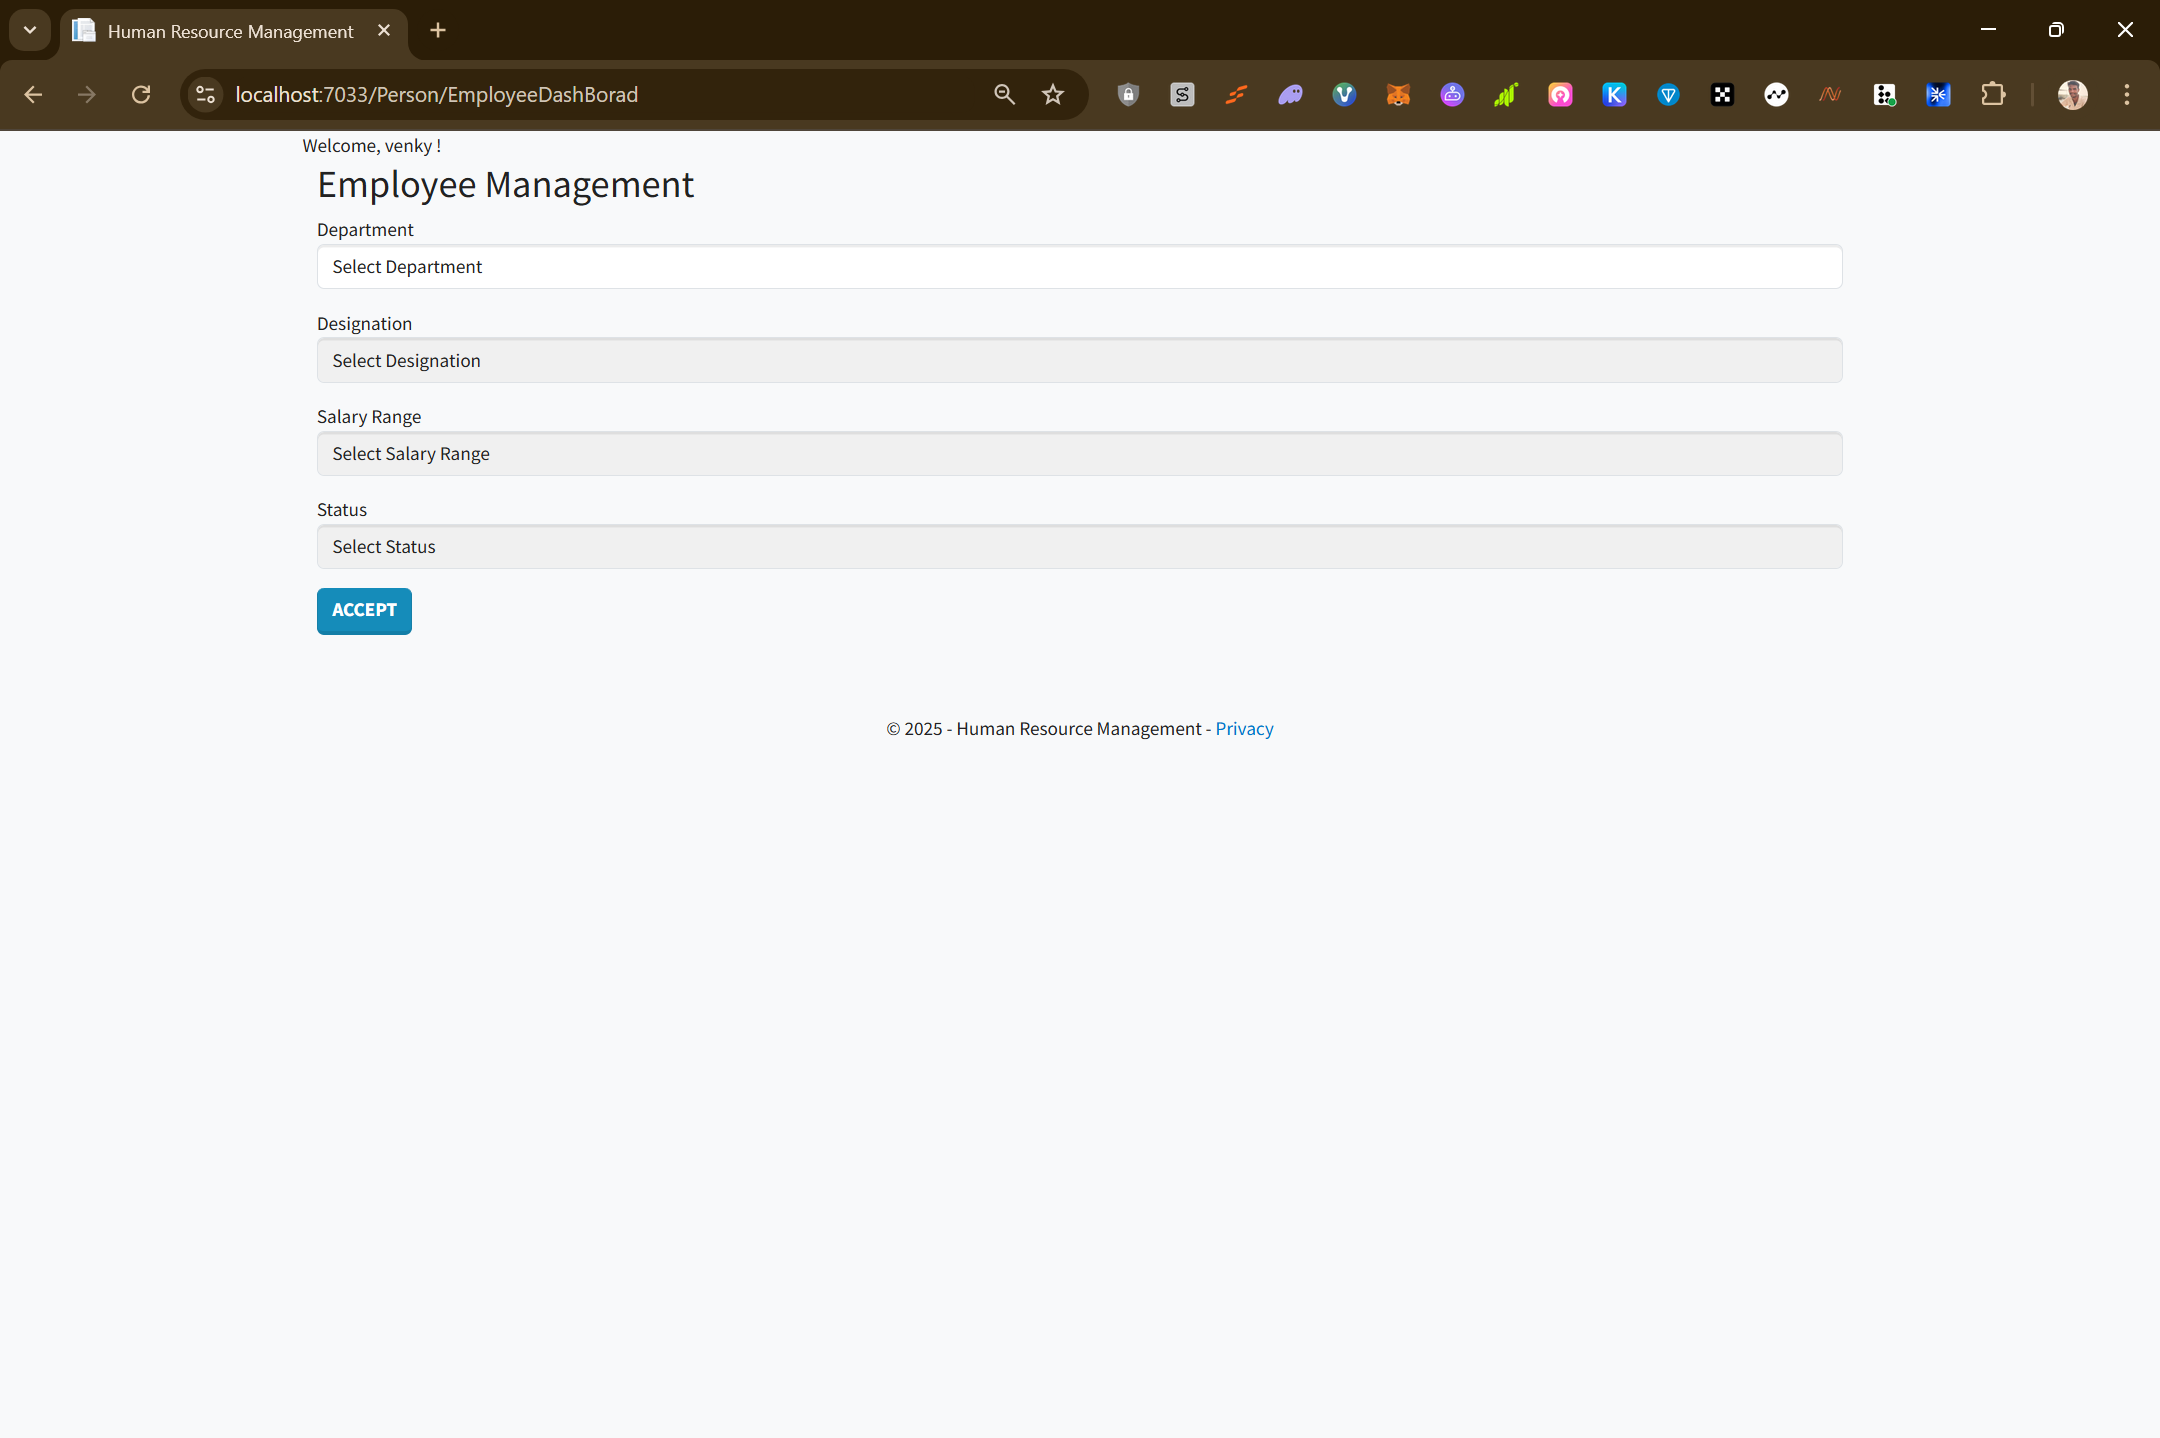 Human Resource Management
localhost:7033/Person/EmployeeDashBorad
Welcome, venky !
Employee Management
Department
Select Department
Designation
Select Designation
Salary Range
Select Salary Range
Status
Select Status
ACCEPT
© 2025 - Human Resource Management - Privacy